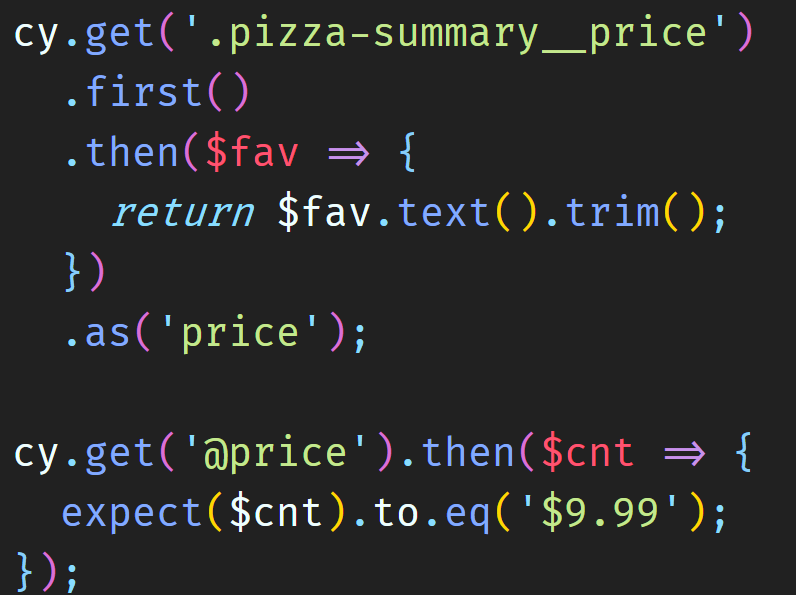 cy.get('.pizza-summary__price')
  .first()
  .then($fav => {
    return $fav.text().trim();
  })
  .as('price');

cy.get('@price').then($cnt => {
  expect($cnt).to.eq('$9.99');
});